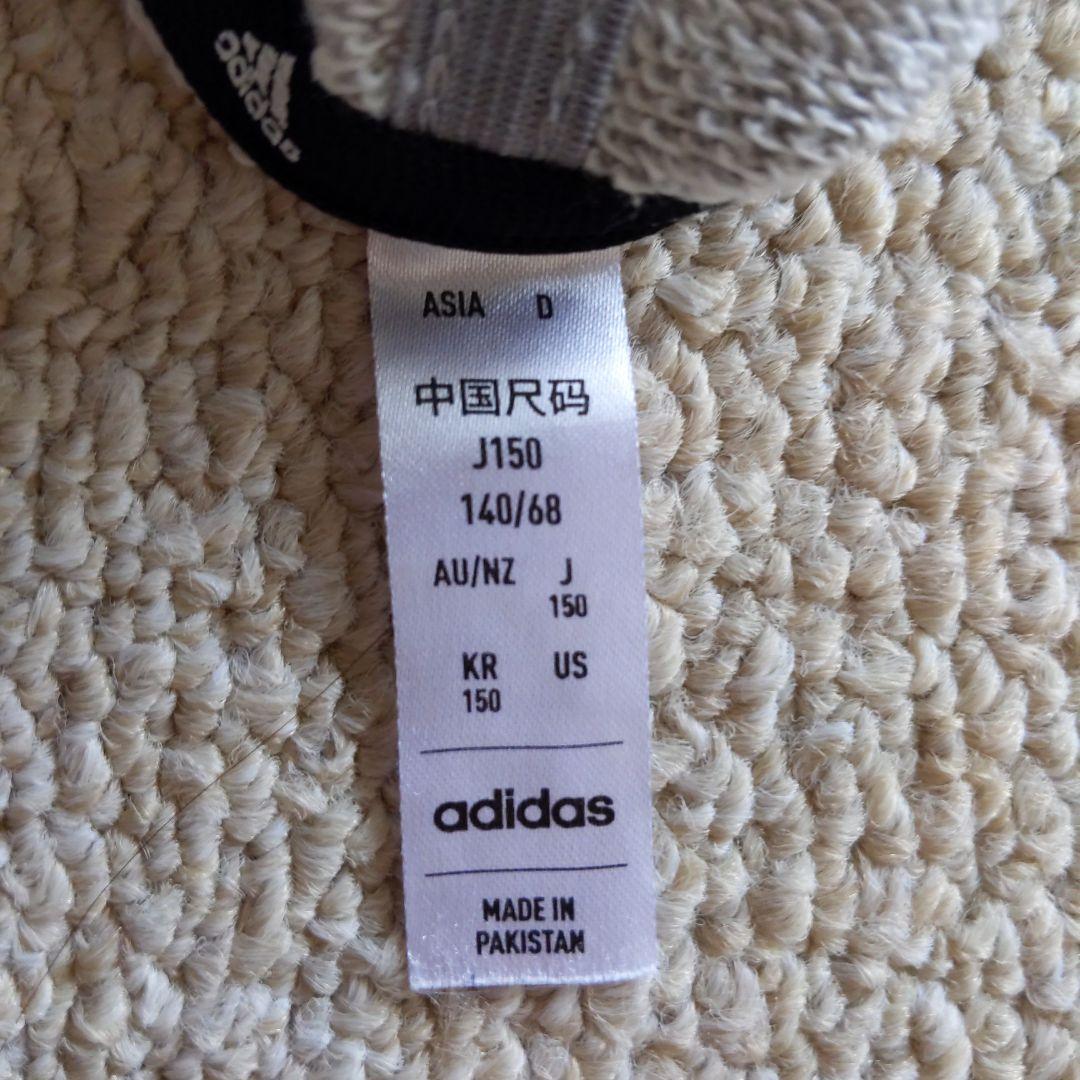 adidas
ASIA D
中国尺码
J150
140/68
AU/NZ J
150
KR US
150
adidas
MADE IN
PAKISTAN